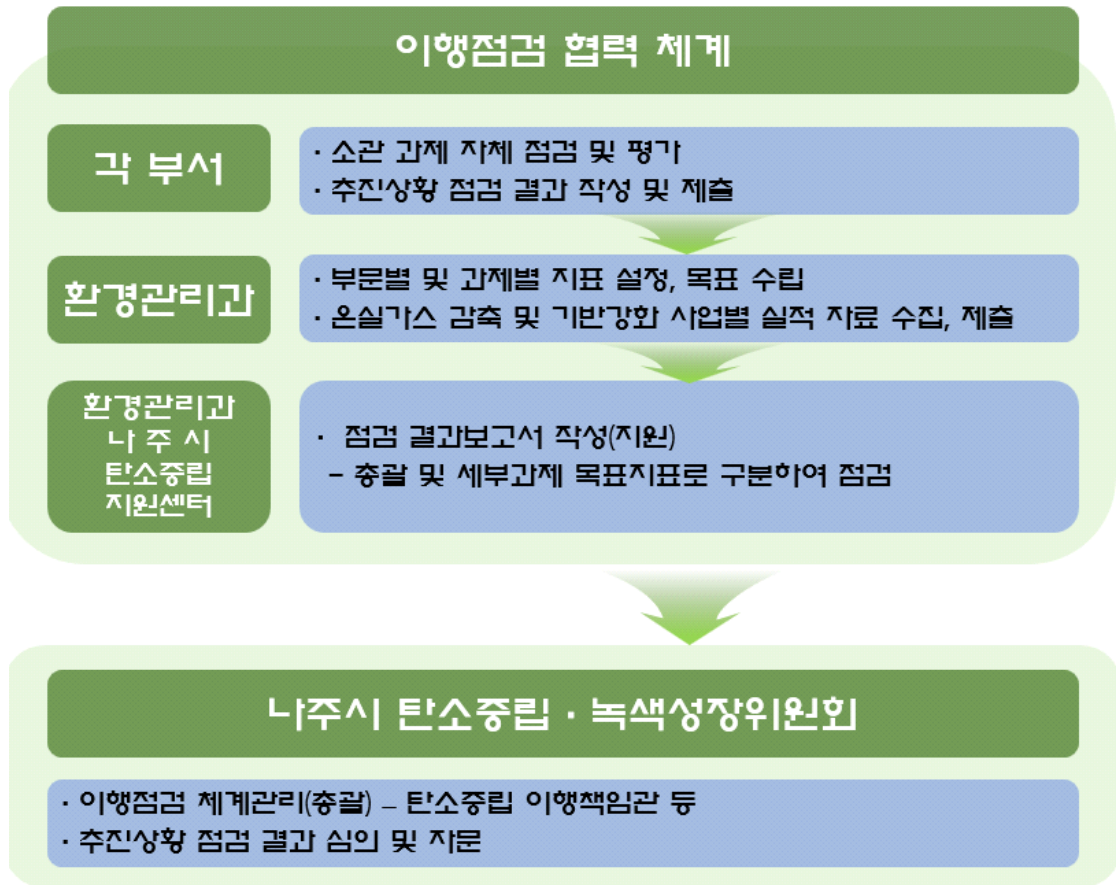 이행점검 협력 체계
각 부서
· 소관 과제 자체 점검 및 평가
· 추진상황 점검 결과 작성 및 제출
환경관리과
· 부문별 및 과제별 지표 설정, 목표 수립
· 온실가스 감축 및 기반강화 사업별 실적 자료 수집, 제출
환경관리과
나 주 시
탄소중립
지원센터
· 점검 결과보고서 작성(지원)
– 총괄 및 세부과제 목표지표로 구분하여 점검
나주시 탄소중립 · 녹색성장위원회
· 이행점검 체계관리(총괄) – 탄소중립 이행책임관 등
· 추진상황 점검 결과 심의 및 자문